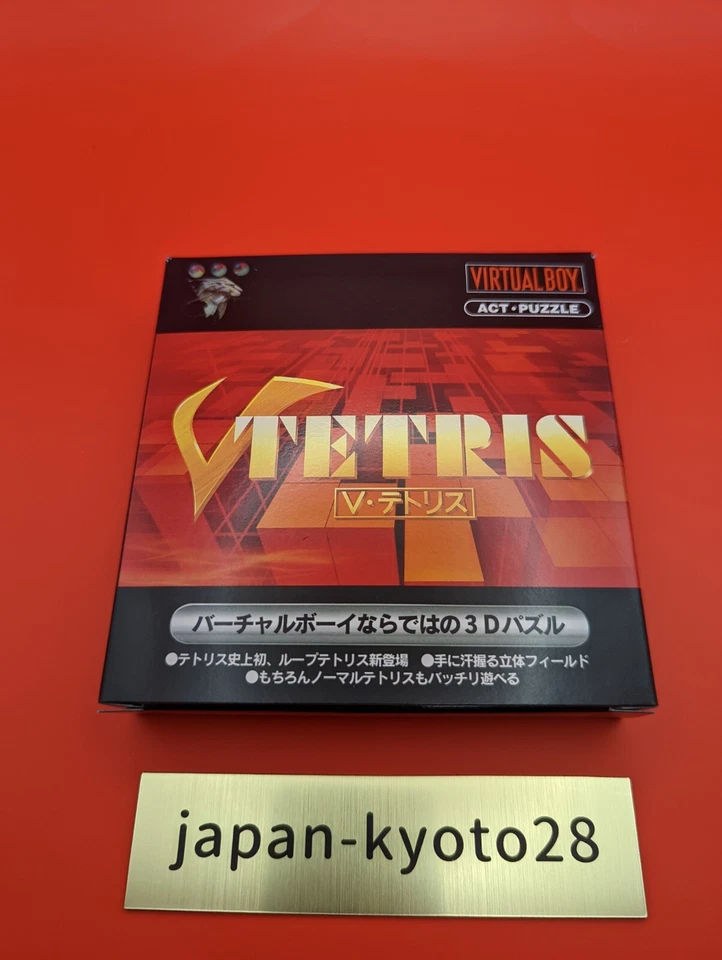 VIRTUAL BOY
ACT・PUZZLE
V TETRIS
V・テトリス
バーチャルボーイならではの3Dパズル
●テトリス史上初、ループテトリス新登場 ●手に汗握る立体フィールド
●もちろんノーマルテトリスもバッチリ遊べる
japan-kyoto28